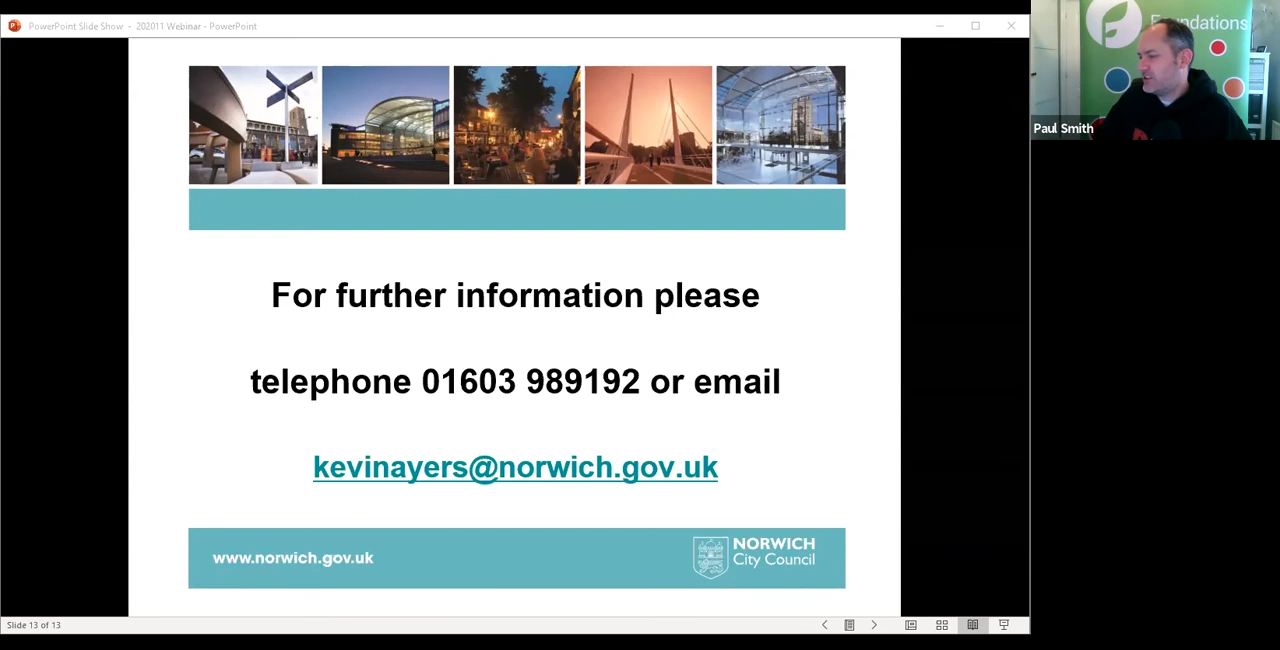 PowerPoint Slide Show - 202011 Webinar - PowerPoint
Foundations
Paul Smith
For further information please
telephone 01603 989192 or email
kevinayers@norwich.gov.uk
www.norwich.gov.uk
NORWICH
City Council
Slide 13 of 13